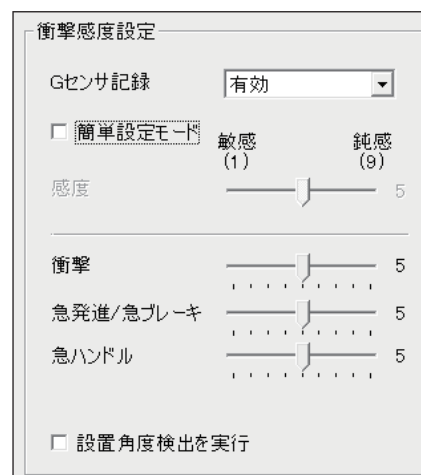 衝撃感度設定
Gセンサ記録 有効
簡単設定モード
敏感 鈍感
(1) (9)
感度 5
衝撃 5
急発進/急ブレーキ 5
急ハンドル 5
設置角度検出を実行